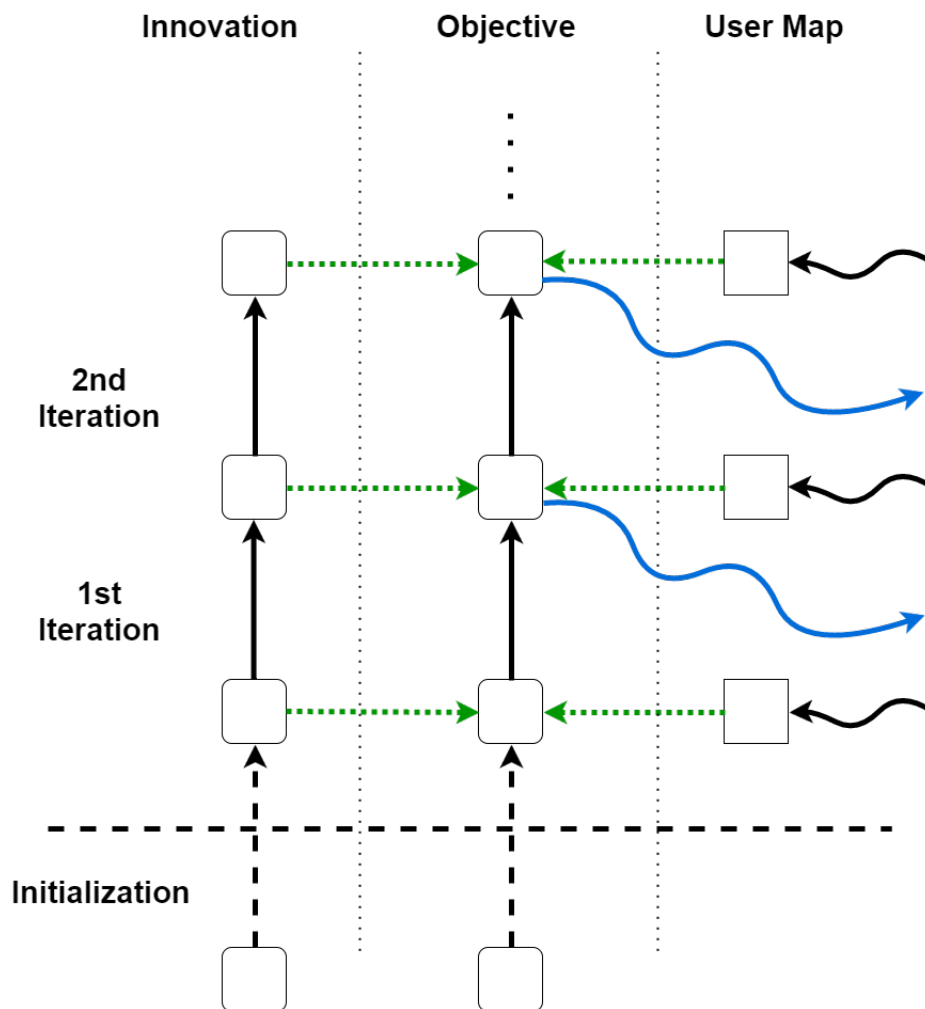 Innovation
Objective
User Map
2nd
Iteration
1st
Iteration
Initialization